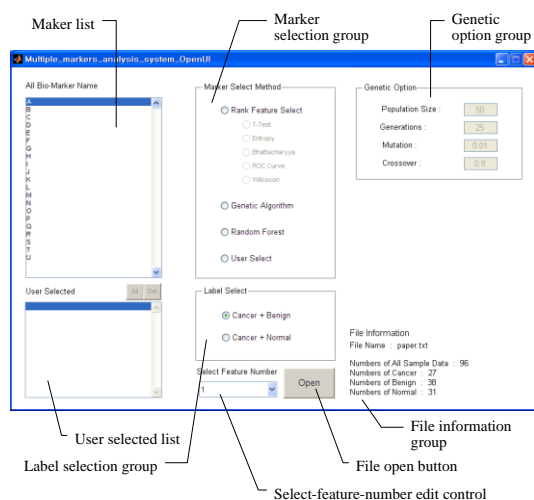 Maker list
Marker
selection group
Genetic
option group
Multiple_markers_analysis_system_OpenUI
All Bio-Marker Name
A
B
C
D
E
F
G
H
I
J
K
L
M
N
O
P
Q
R
S
T
U
Marker Select Method
Rank Feature Select
T-Test
Entropy
Bhattacharyya
ROC Curve
Willcoxon
Genetic Algorithm
Random Forest
User Select
Genetic Option
Population Size : 50
Generations : 25
Mutation : 0.01
Crossover : 0.8
User Selected
All
Del
Label Select
Cancer + Benign
Cancer + Normal
Select Feature Number
1
Open
File Information
File Name : paper.txt
Numbers of All Sample Data : 96
Numbers of Cancer : 27
Numbers of Benign : 38
Numbers of Normal : 31
User selected list
Label selection group
File information
group
File open button
Select-feature-number edit control